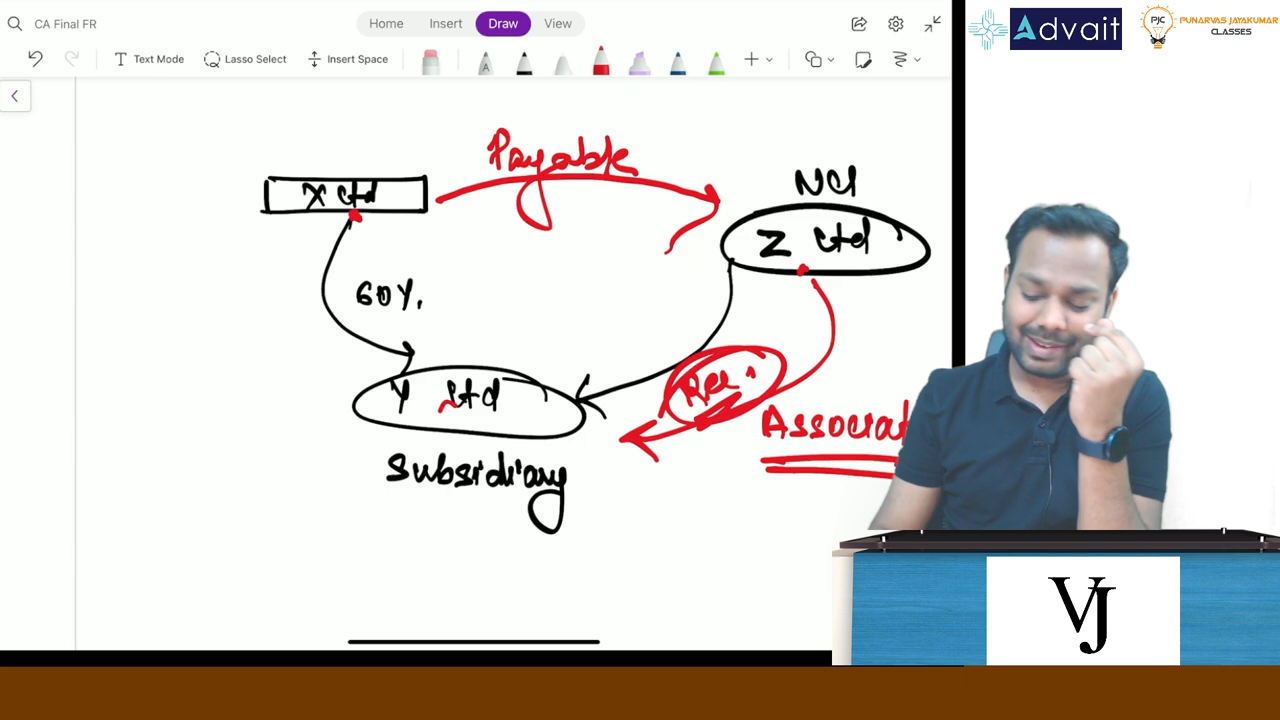 CA Final FR
Home Insert Draw View
Text Mode Lasso Select Insert Space
Advait
PJC
PUNARVAS JAYAKUMAR
CLASSES
Payable
X Ltd
NCI
Z Ltd
60%
Y Ltd
Rec.
Associat
Subsidiary
VJ